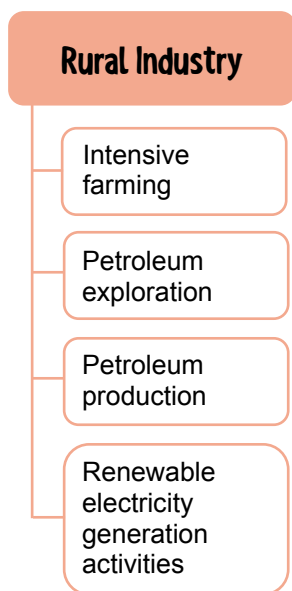 Rural Industry
Intensive
farming
Petroleum
exploration
Petroleum
production
Renewable
electricity
generation
activities